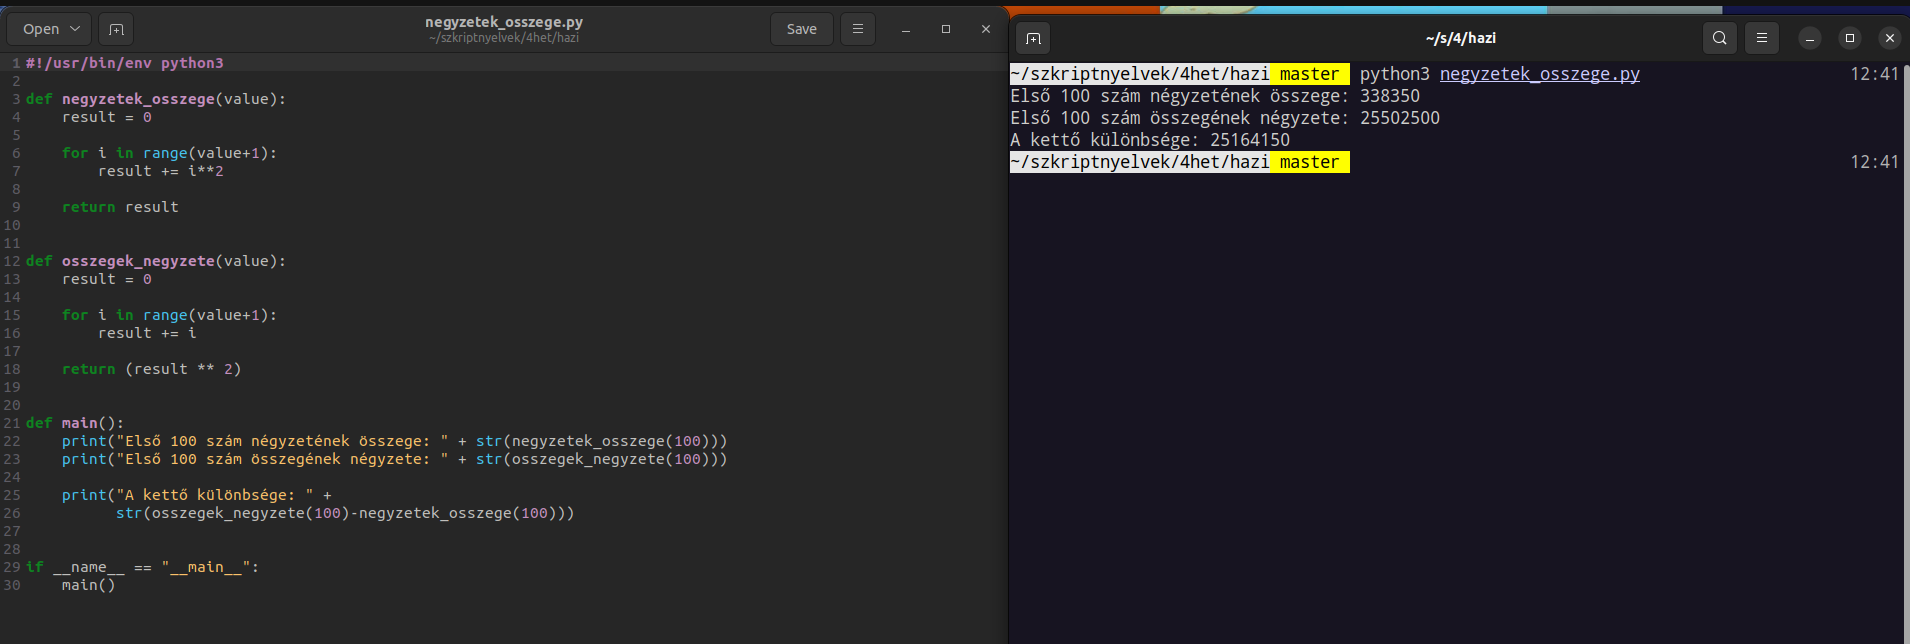 Open
negyzetek_osszege.py
~/szkriptnyelvek/4het/hazi
Save
1 #!/usr/bin/env python3
2
3 def negyzetek_osszege(value):
4     result = 0
5
6     for i in range(value+1):
7         result += i**2
8
9     return result
10
11
12 def osszegek_negyzete(value):
13     result = 0
14
15     for i in range(value+1):
16         result += i
17
18     return (result ** 2)
19
20
21 def main():
22     print("Első 100 szám négyzetének összege: " + str(negyzetek_osszege(100)))
23     print("Első 100 szám összegének négyzete: " + str(osszegek_negyzete(100)))
24
25     print("A kettő különbsége: " +
26           str(osszegek_negyzete(100)-negyzetek_osszege(100)))
27
28
29 if __name__ == "__main__":
30     main()
~/s/4/hazi
~/szkriptnyelvek/4het/hazi master python3 negyzetek_osszege.py 12:41
Első 100 szám négyzetének összege: 338350
Első 100 szám összegének négyzete: 25502500
A kettő különbsége: 25164150
~/szkriptnyelvek/4het/hazi master 12:41